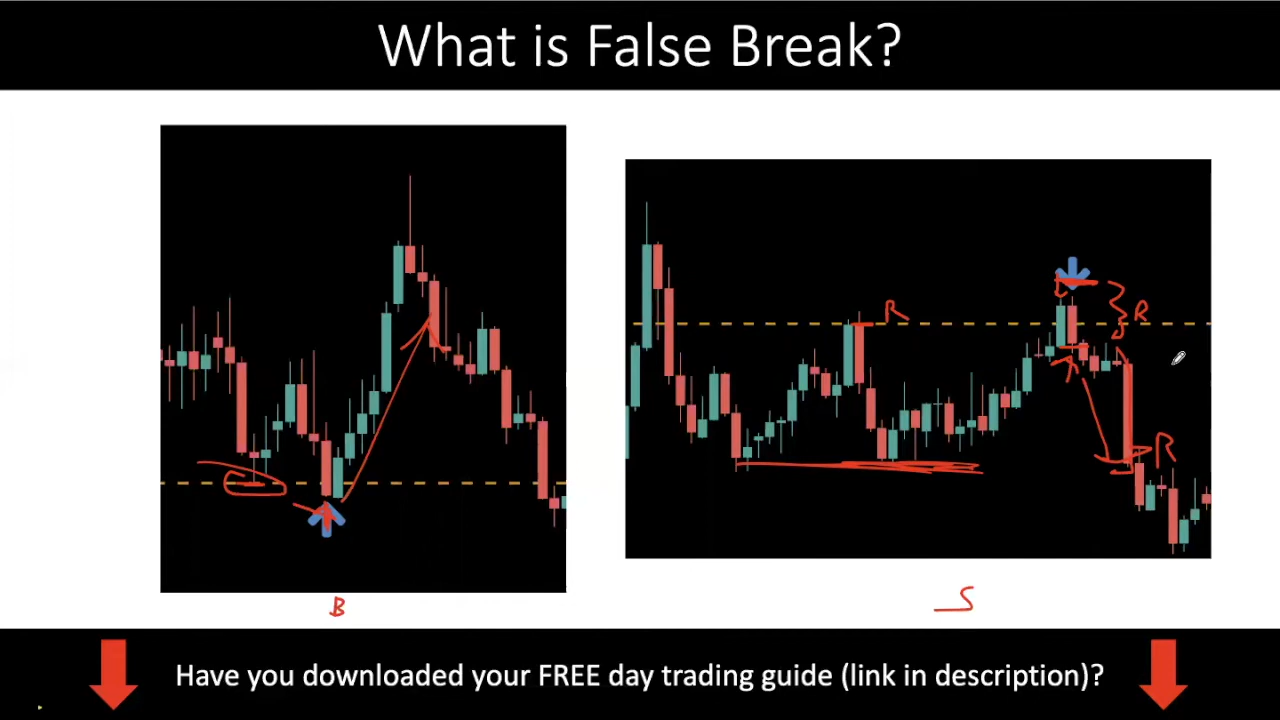 What is False Break?
R
R
R
B
S
Have you downloaded your FREE day trading guide (link in description)?